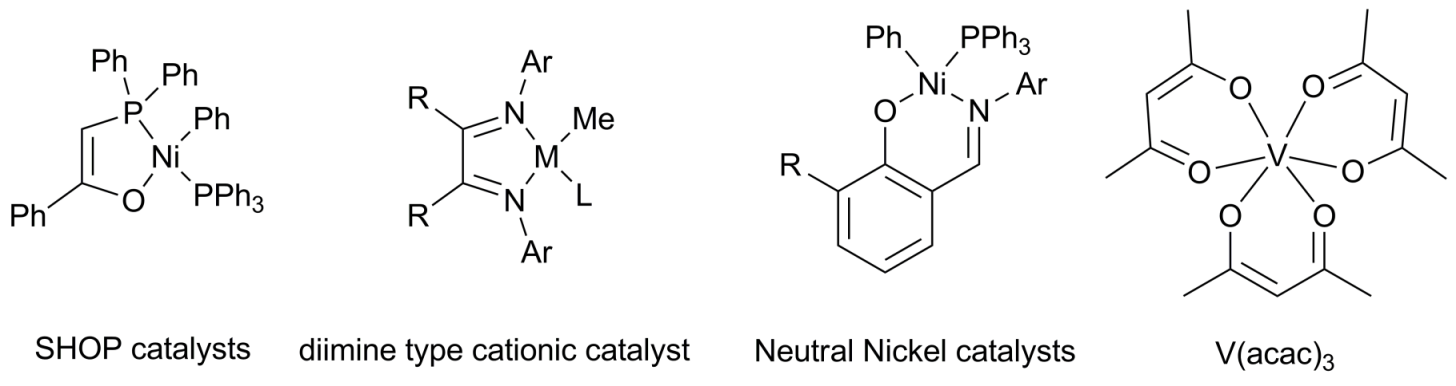 Ph
Ph
P
Ph
Ni
O
PPh3
Ph
Ar
R
N
Me
M
R
N
L
Ar
Ph
PPh3
Ni
O
N
Ar
R
O
O
V
O
O
O
O
SHOP catalysts
diimine type cationic catalyst
Neutral Nickel catalysts
V(acac)3